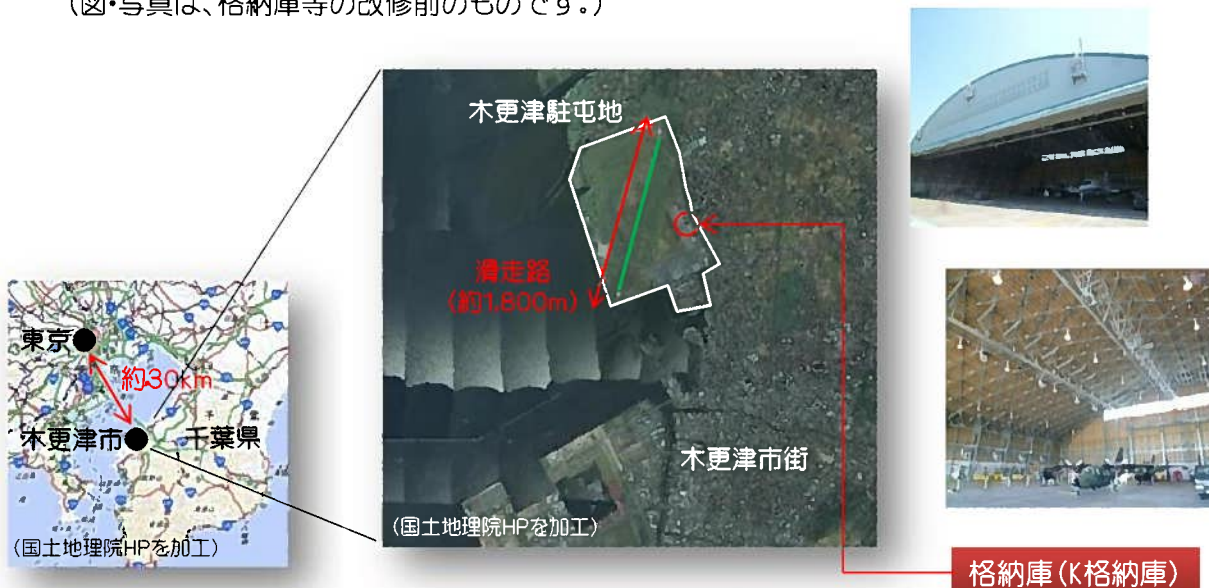 (図・写真は、格納庫等の改修前のものです。)
木更津駐屯地
滑走路
(約1,800m)
東京
約30km
木更津市
千葉県
木更津市街
(国土地理院HPを加工)
(国土地理院HPを加工)
格納庫(K格納庫)